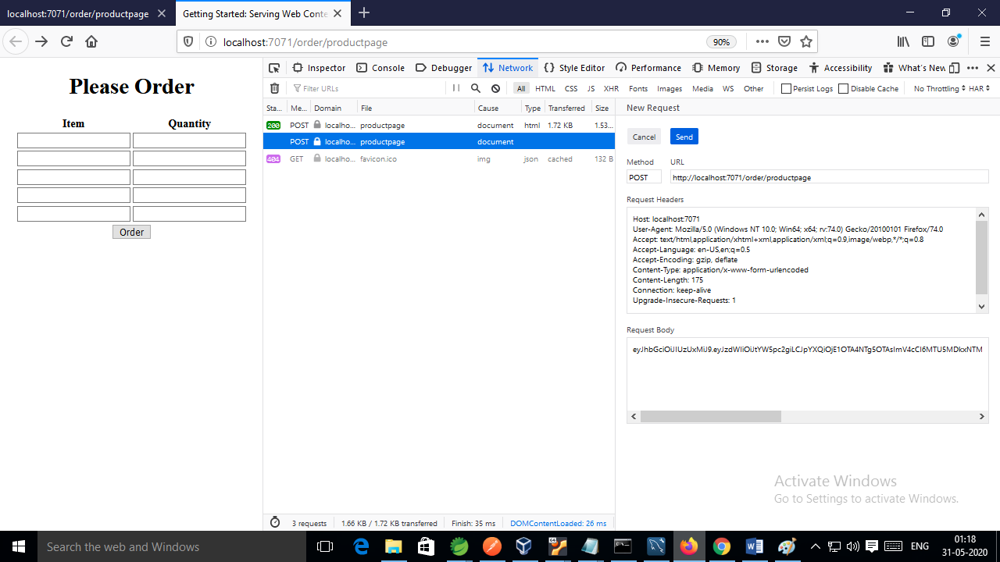 localhost:7071/order/productpage
Getting Started: Serving Web Conte
localhost:7071/order/productpage
90%
Please Order
Item Quantity
Order
Inspector Console Debugger Network Style Editor Performance Memory Storage Accessibility What's New
Filter URLs
All HTML CSS JS XHR Fonts Images Media WS Other Persist Logs Disable Cache No Throttling HAR
Sta... Me... Domain File Cause Type Transferred Size
200 POST localho... productpage document html 1.72 KB 1.53...
POST localho... productpage document
404 GET localho... favicon.ico img json cached 132 B
3 requests 1.66 KB / 1.72 KB transferred Finish: 35 ms DOMContentLoaded: 26 ms
New Request
Cancel Send
Method URL
POST http://localhost:7071/order/productpage
Request Headers
Host: localhost:7071
User-Agent: Mozilla/5.0 (Windows NT 10.0; Win64; x64; rv:74.0) Gecko/20100101 Firefox/74.0
Accept: text/html,application/xhtml+xml,application/xml;q=0.9,image/webp,*/*;q=0.8
Accept-Language: en-US,en;q=0.5
Accept-Encoding: gzip, deflate
Content-Type: application/x-www-form-urlencoded
Content-Length: 175
Connection: keep-alive
Upgrade-Insecure-Requests: 1
Request Body
Activate Windows
Go to Settings to activate Windows.
Search the web and Windows
64
ENG
01:18
31-05-2020